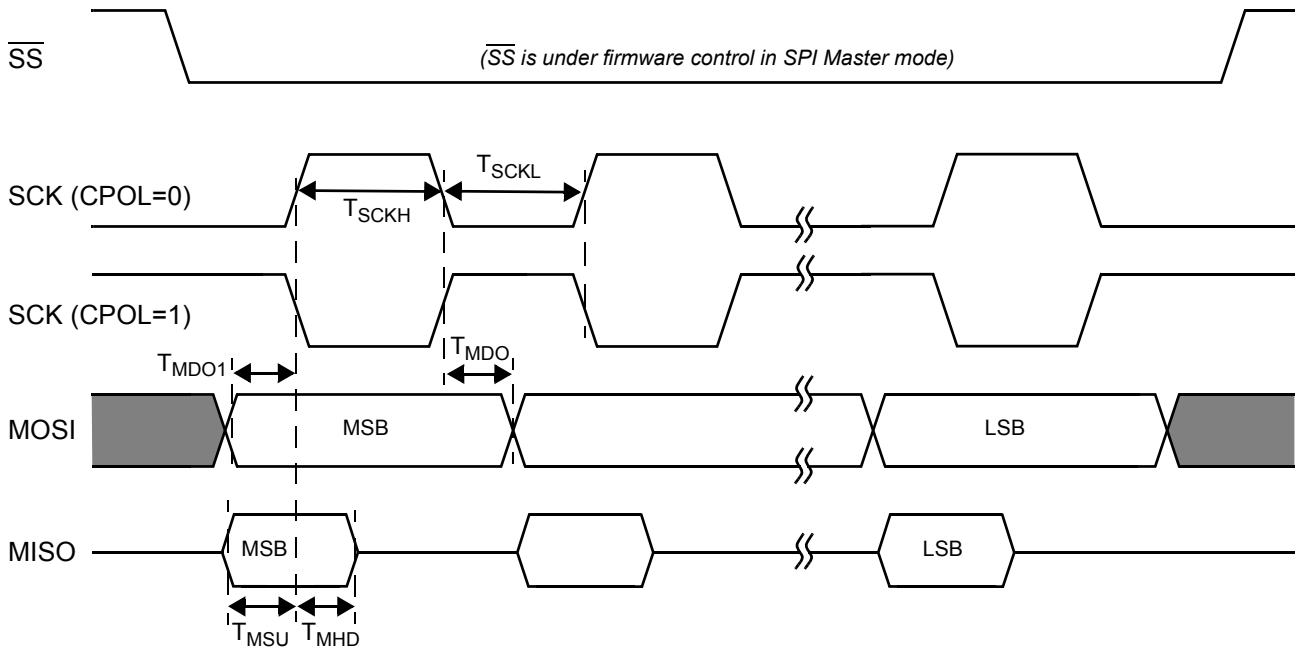 SS
(SS is under firmware control in SPI Master mode)
TSCKL
SCK (CPOL=0)
TSCKH
SCK (CPOL=1)
TMDO1
TMDO
MOSI
MSB
LSB
MISO
MSB
LSB
TMSU
TMHD